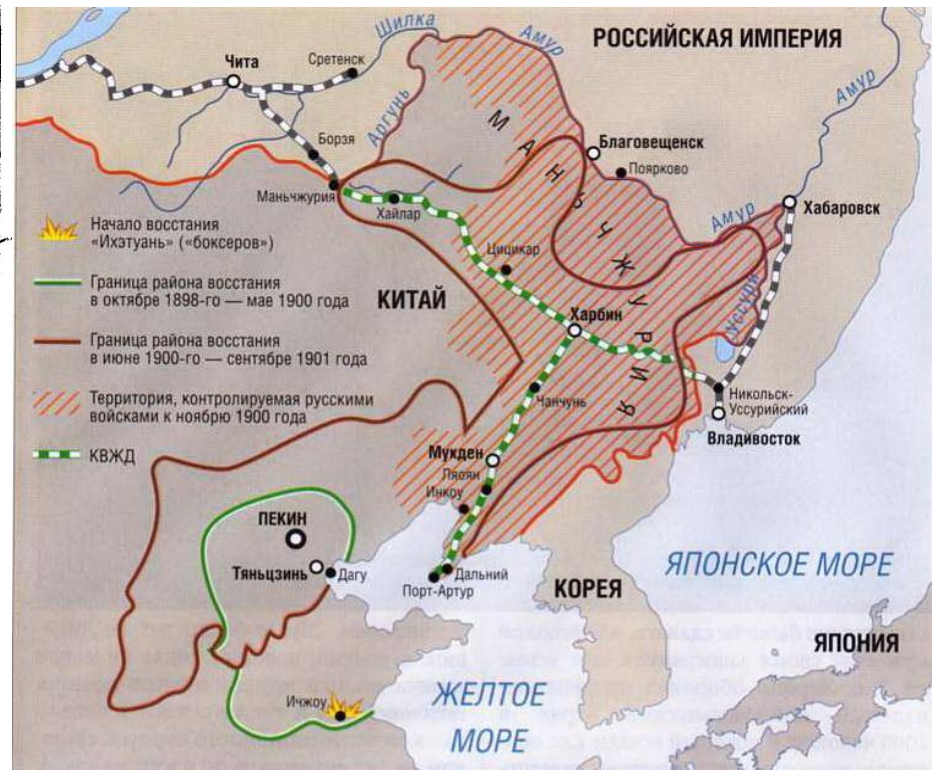 РОССИЙСКАЯ ИМПЕРИЯ
Шилка
Амур
Чита
Сретенск
Аргунь
Амур
МАНЬЧЖУРИЯ
Благовещенск
Поярково
Борзя
Маньчжурия
Хайлар
Амур
Хабаровск
Цицикар
Уссури
КИТАЙ
Харбин
Чанчунь
Никольск-
Уссурийский
Владивосток
Начало восстания
«Ихэтуань» («боксеров»)
Граница района восстания
в октябре 1898-го — мае 1900 года
Граница района восстания
в июне 1900-го — сентябре 1901 года
Территория, контролируемая русскими
войсками к ноябрю 1900 года
КВЖД
Мукден
Ляоян
Инкоу
ПЕКИН
Тяньцзинь
Дагу
Дальний
Порт-Артур
КОРЕЯ
ЯПОНСКОЕ МОРЕ
ЯПОНИЯ
Ичжоу
ЖЕЛТОЕ
МОРЕ